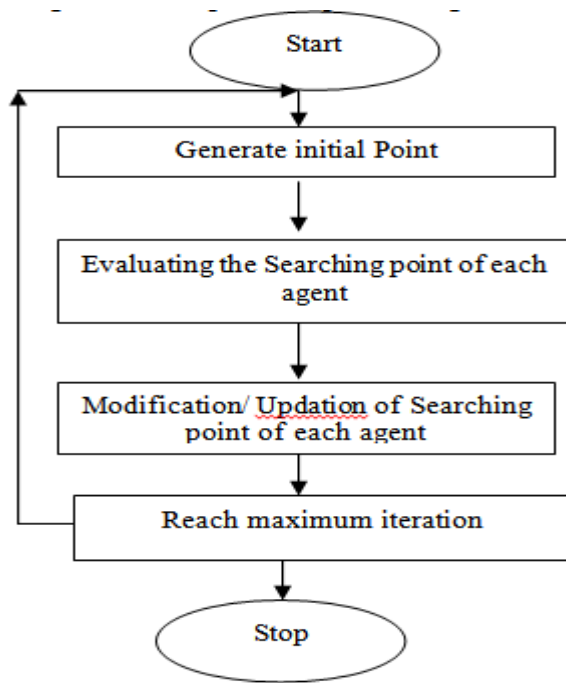 Start
Generate initial Point
Evaluating the Searching point of each
agent
Modification/ Updation of Searching
point of each agent
Reach maximum iteration
Stop